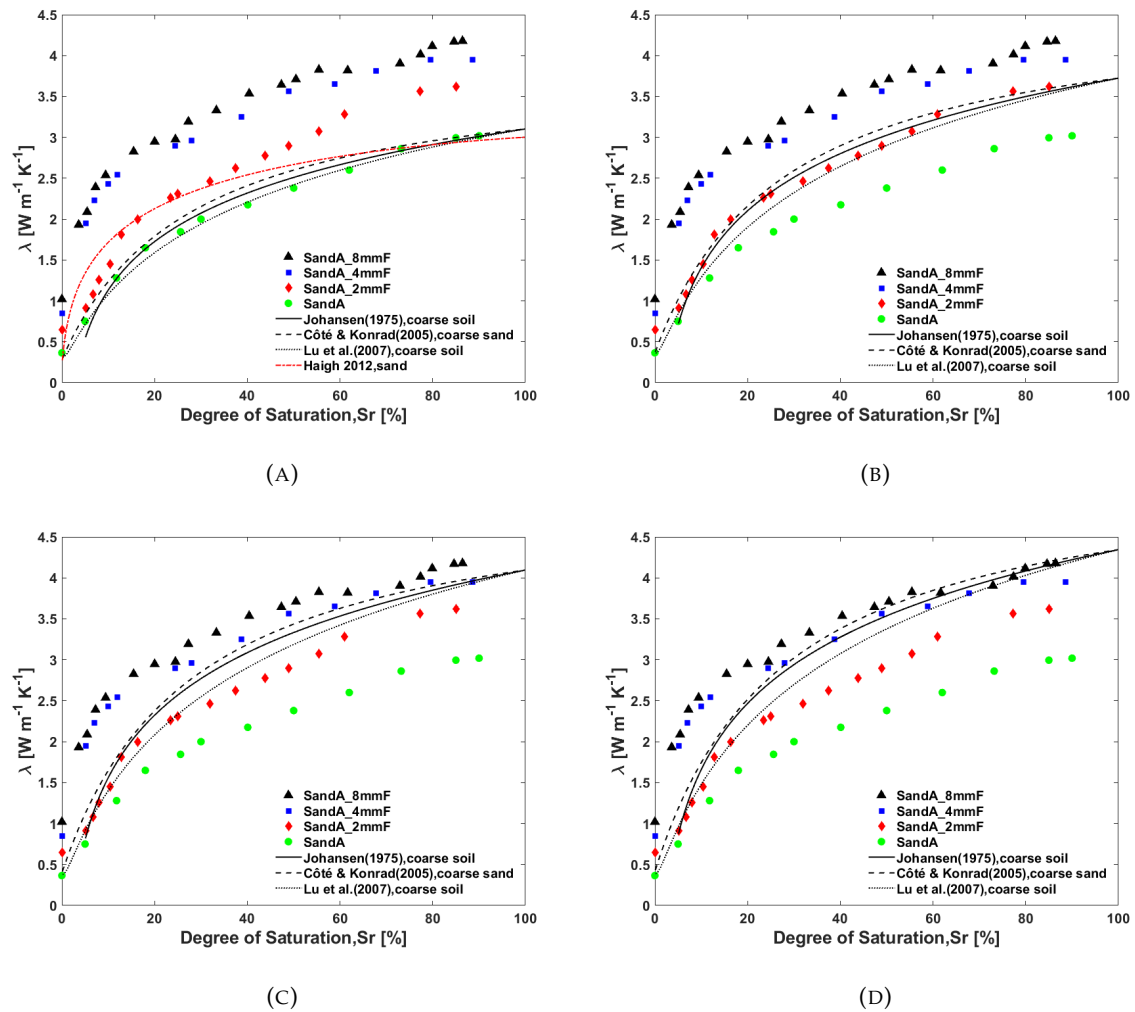 4.5
4
3.5
3
2.5
2
1.5
1
0.5
0
λ [W m-1 K-1]
SandA_8mmF
SandA_4mmF
SandA_2mmF
SandA
Johansen(1975),coarse soil
Côté & Konrad(2005),coarse sand
Lu et al.(2007),coarse soil
Haigh 2012,sand
0 20 40 60 80 100
Degree of Saturation,Sr [%]
(A)
4.5
4
3.5
3
2.5
2
1.5
1
0.5
0
λ [W m-1 K-1]
SandA_8mmF
SandA_4mmF
SandA_2mmF
SandA
Johansen(1975),coarse soil
Côté & Konrad(2005),coarse sand
Lu et al.(2007),coarse soil
0 20 40 60 80 100
Degree of Saturation,Sr [%]
(B)
4.5
4
3.5
3
2.5
2
1.5
1
0.5
0
λ [W m-1 K-1]
SandA_8mmF
SandA_4mmF
SandA_2mmF
SandA
Johansen(1975),coarse soil
Côté & Konrad(2005),coarse sand
Lu et al.(2007),coarse soil
0 20 40 60 80 100
Degree of Saturation,Sr [%]
(C)
4.5
4
3.5
3
2.5
2
1.5
1
0.5
0
λ [W m-1 K-1]
SandA_8mmF
SandA_4mmF
SandA_2mmF
SandA
Johansen(1975),coarse soil
Côté & Konrad(2005),coarse sand
Lu et al.(2007),coarse soil
0 20 40 60 80 100
Degree of Saturation,Sr [%]
(D)